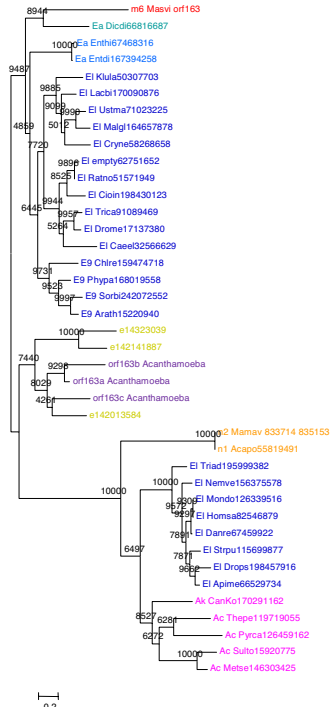 m6 Masvi orf163
8944
Ea Dicdi66816687
10000
Ea Enthi67468316
Ea Entdi167394258
9487
El Klula50307703
9885
El Lacbi170090876
9099
El Ustma71023225
9998
4859
5012
El Malgl164657878
7720
El Cryne58268658
9896
El empty62751652
8525
El Ratno51571949
El Cioin198430123
6445
9944
9957
El Trica91089469
5264
El Drome17137380
El Caeel32566629
9731
E9 Chlre159474718
9523
E9 Phypa168019558
9997
E9 Sorbi242072552
E9 Arath15220940
10000
e14323039
e142141887
7440
9298
orf163b Acanthamoeba
8029
orf163a Acanthamoeba
4261
orf163c Acanthamoeba
e142013584
10000
n2 Mamav 833714 835153
n1 Acapo55819491
El Triad195999382
10000
9572
El Nemve156375578
9309
El Mondo126339516
9297
El Homsa82546879
7891
El Danre67459922
6497
7871
El Strpu115699877
9662
El Drops198457916
El Apime66529734
Ak CanKo170291162
8527
6281
Ac Thepe119719055
6272
Ac Pyrca126459162
10000
Ac Sulto15920775
Ac Metse146303425
0.2